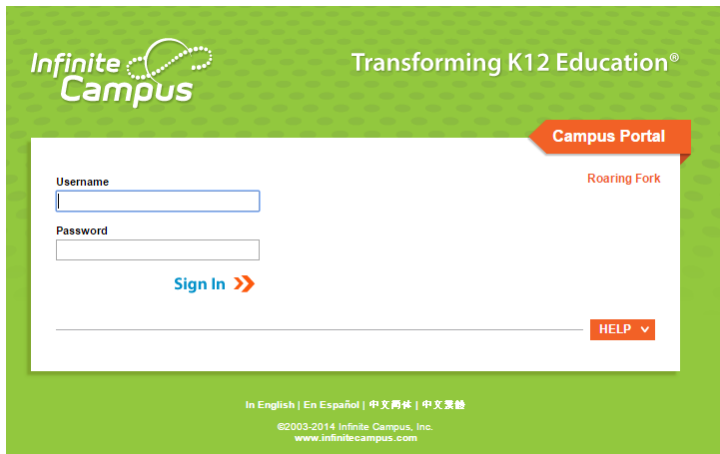 Infinite
Campus
Transforming K12 Education®
Campus Portal
Roaring Fork
Username
Password
Sign In
HELP
In English | En Español | 中文简体 | 中文繁體
©2003-2014 Infinite Campus, Inc.
www.infinitecampus.com